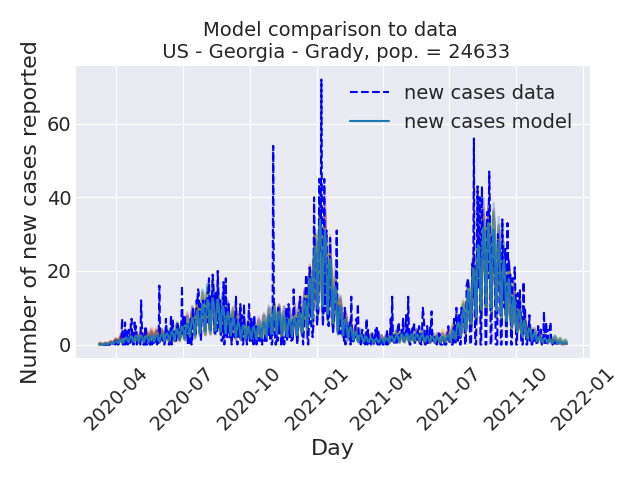 Model comparison to data
US - Georgia - Grady, pop. = 24633
Number of new cases reported
60
40
20
0
new cases data
new cases model
2020-04
2020-07
2020-10
2021-01
2021-04
2021-07
2021-10
2022-01
Day